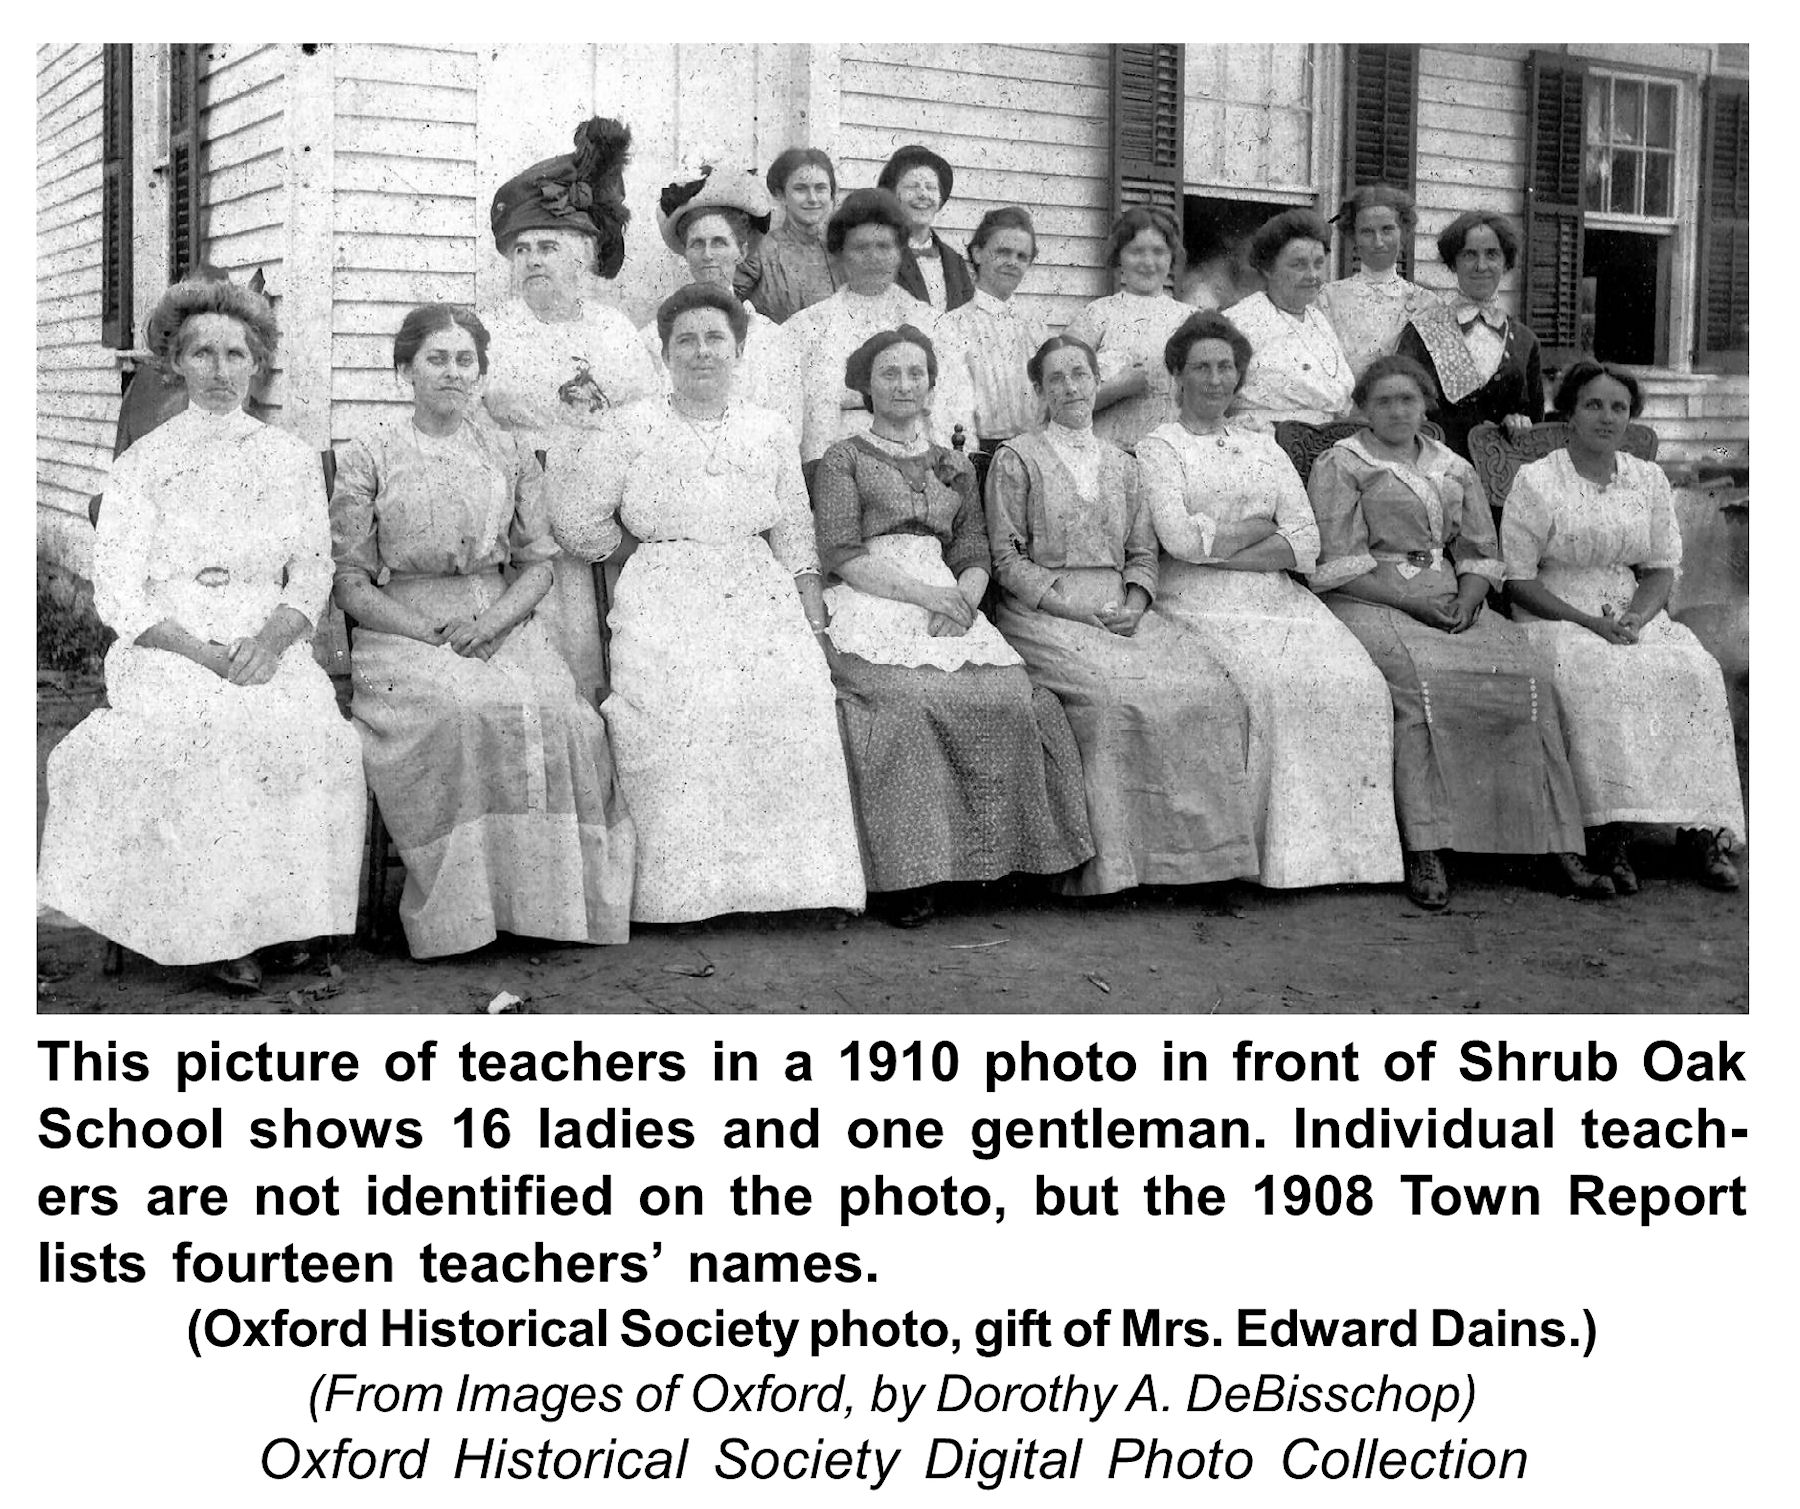 This picture of teachers in a 1910 photo in front of Shrub Oak
School shows 16 ladies and one gentleman. Individual teach-
ers are not identified on the photo, but the 1908 Town Report
lists fourteen teachers’ names.
(Oxford Historical Society photo, gift of Mrs. Edward Dains.)
(From Images of Oxford, by Dorothy A. DeBisschop)
Oxford Historical Society Digital Photo Collection